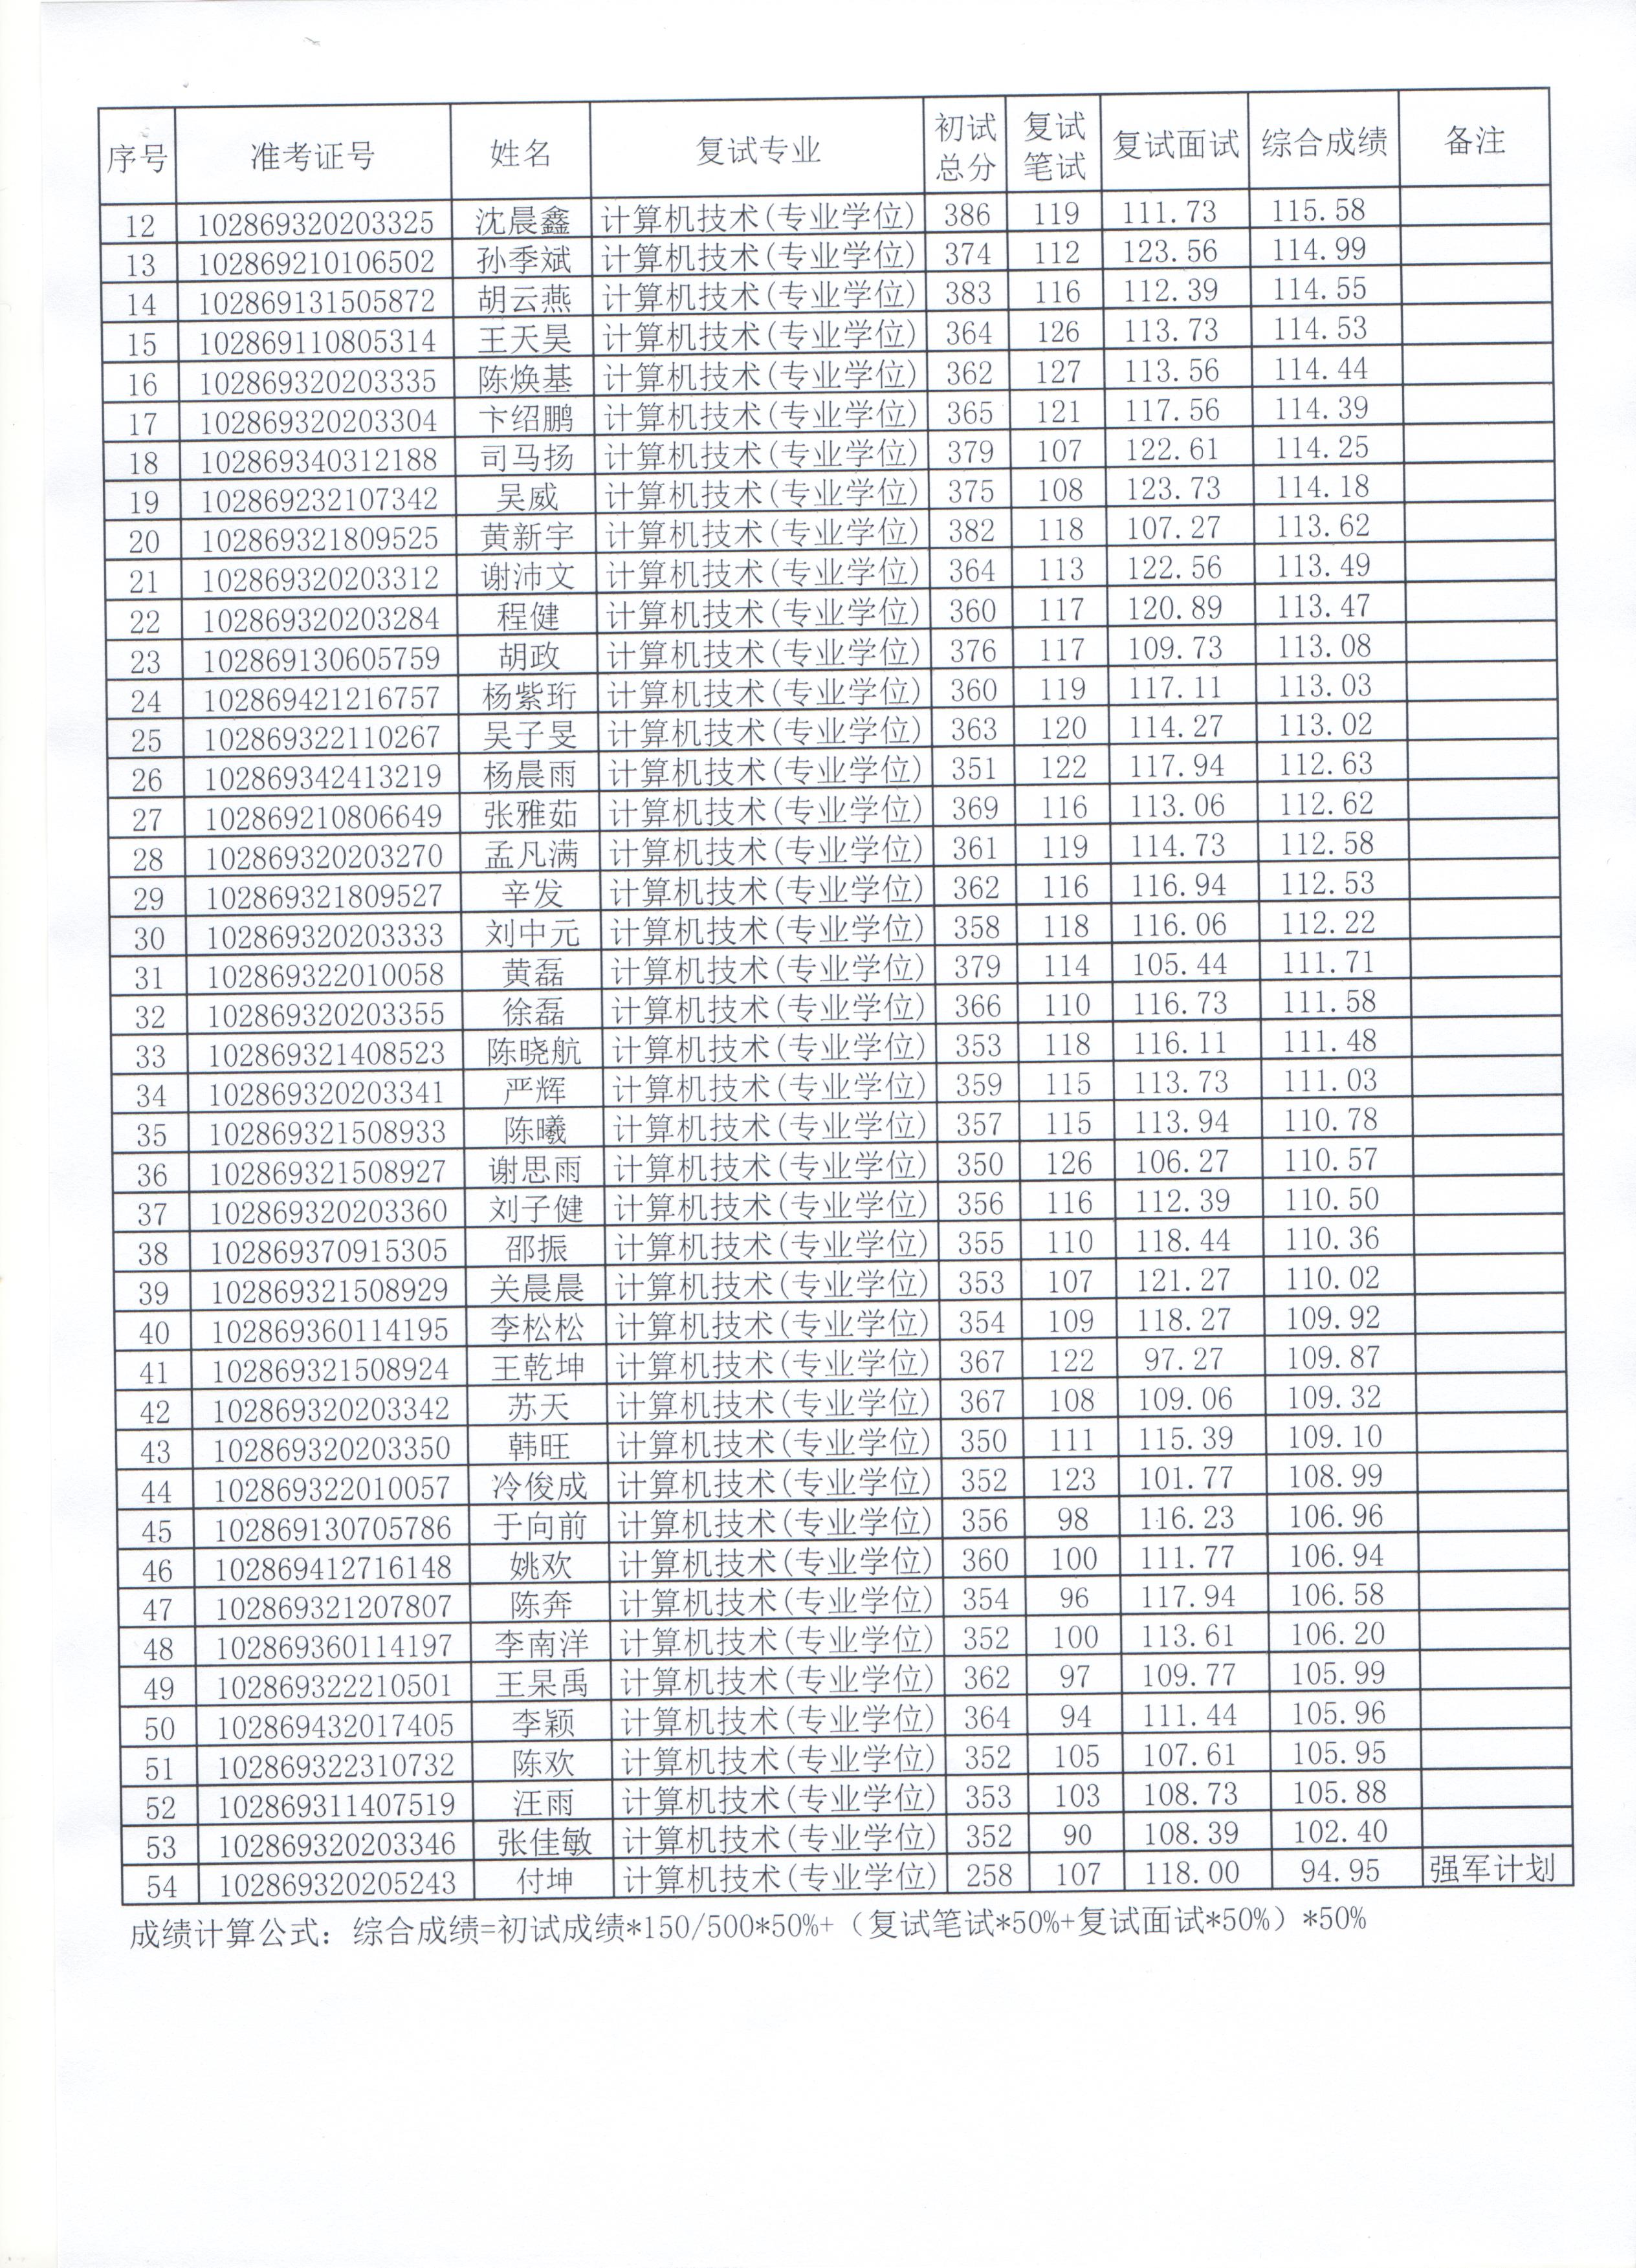 序号 准考证号 姓名 复试专业 初试总分 复试笔试 复试面试 综合成绩 备注
12 102869320203325 沈晨鑫 计算机技术(专业学位) 386 119 111.73 115.58
13 102869210106502 孙季斌 计算机技术(专业学位) 374 112 123.56 114.99
14 102869131505872 胡云燕 计算机技术(专业学位) 383 116 112.39 114.55
15 102869110805314 王天昊 计算机技术(专业学位) 364 126 113.73 114.53
16 102869320203335 陈焕基 计算机技术(专业学位) 362 127 113.56 114.44
17 102869320203304 卞绍鹏 计算机技术(专业学位) 365 121 117.56 114.39
18 102869340312188 司马扬 计算机技术(专业学位) 379 107 122.61 114.25
19 102869232107342 吴威 计算机技术(专业学位) 375 108 123.73 114.18
20 102869321809525 黄新宇 计算机技术(专业学位) 382 118 107.27 113.62
21 102869320203312 谢沛文 计算机技术(专业学位) 364 113 122.56 113.49
22 102869320203284 程健 计算机技术(专业学位) 360 117 120.89 113.47
23 102869130605759 胡政 计算机技术(专业学位) 376 117 109.73 113.08
24 102869421216757 杨紫珩 计算机技术(专业学位) 360 119 117.11 113.03
25 102869322110267 吴子旻 计算机技术(专业学位) 363 120 114.27 113.02
26 102869342413219 杨晨雨 计算机技术(专业学位) 351 122 117.94 112.63
27 102869210806649 张雅茹 计算机技术(专业学位) 369 116 113.06 112.62
28 102869320203270 孟凡满 计算机技术(专业学位) 361 119 114.73 112.58
29 102869321809527 辛发 计算机技术(专业学位) 362 116 116.94 112.53
30 102869320203333 刘中元 计算机技术(专业学位) 358 118 116.06 112.22
31 102869322010058 黄磊 计算机技术(专业学位) 379 114 105.44 111.71
32 102869320203355 徐磊 计算机技术(专业学位) 366 110 116.73 111.58
33 102869321408523 陈晓航 计算机技术(专业学位) 353 118 116.11 111.48
34 102869320203341 严辉 计算机技术(专业学位) 359 115 113.73 111.03
35 102869321508933 陈曦 计算机技术(专业学位) 357 115 113.94 110.78
36 102869321508927 谢思雨 计算机技术(专业学位) 350 126 106.27 110.57
37 102869320203360 刘子健 计算机技术(专业学位) 356 116 112.39 110.50
38 102869370915305 邵振 计算机技术(专业学位) 355 110 118.44 110.36
39 102869321508929 关晨晨 计算机技术(专业学位) 353 107 121.27 110.02
40 102869360114195 李松松 计算机技术(专业学位) 354 109 118.27 109.92
41 102869321508924 王乾坤 计算机技术(专业学位) 367 122 97.27 109.87
42 102869320203342 苏天 计算机技术(专业学位) 367 108 109.06 109.32
43 102869320203350 韩旺 计算机技术(专业学位) 350 111 115.39 109.10
44 102869322010057 冷俊成 计算机技术(专业学位) 352 123 101.77 108.99
45 102869130705786 于向前 计算机技术(专业学位) 356 98 116.23 106.96
46 102869412716148 姚欢 计算机技术(专业学位) 360 100 111.77 106.94
47 102869321207807 陈奔 计算机技术(专业学位) 354 96 117.94 106.58
48 102869360114197 李南洋 计算机技术(专业学位) 352 100 113.61 106.20
49 102869322210501 王杲禹 计算机技术(专业学位) 362 97 109.77 105.99
50 102869432017405 李颖 计算机技术(专业学位) 364 94 111.44 105.96
51 102869322310732 陈欢 计算机技术(专业学位) 352 105 107.61 105.95
52 102869311407519 汪雨 计算机技术(专业学位) 353 103 108.73 105.88
53 102869320203346 张佳敏 计算机技术(专业学位) 352 90 108.39 102.40
54 102869320205243 付坤 计算机技术(专业学位) 258 107 118.00 94.95 强军计划
成绩计算公式：综合成绩=初试成绩*150/500*50%+（复试笔试*50%+复试面试*50%）*50%